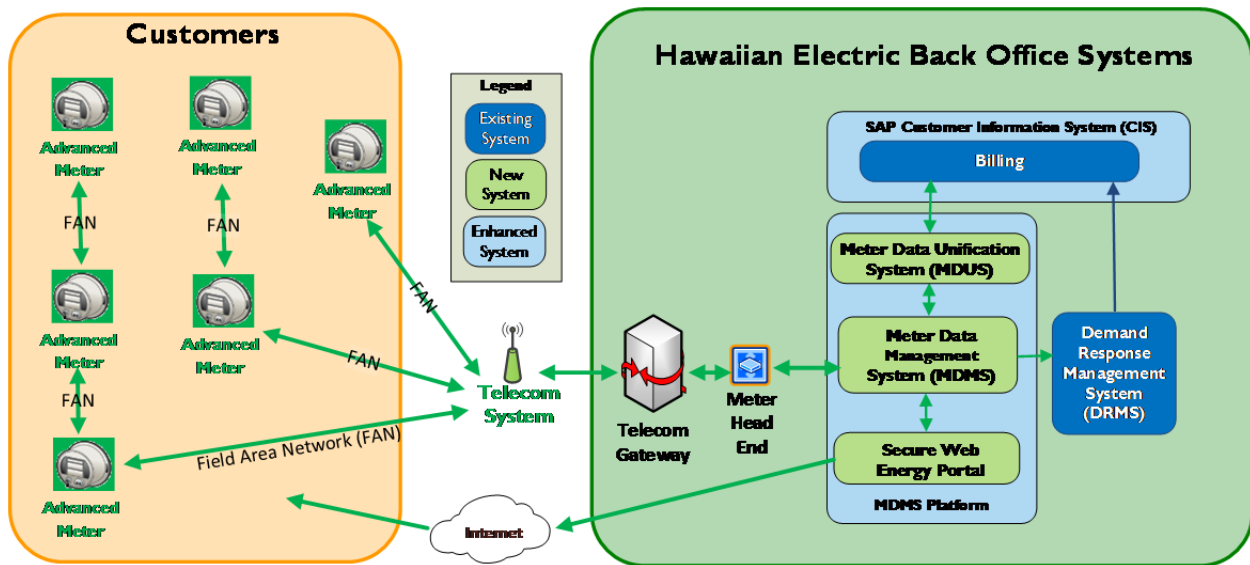 Customers
Advanced
Meter
Advanced
Meter
Advanced
Meter
FAN
FAN
FAN
Advanced
Meter
Advanced
Meter
FAN
FAN
Advanced
Meter
Field Area Network (FAN)
Legend
Existing
System
New
System
Enhanced
System
Telecom
System
Internet
Hawaiian Electric Back Office Systems
Telecom
Gateway
Meter
Head
End
SAP Customer Information System (CIS)
Billing
Meter Data Unification
System (MDUS)
Meter Data
Management
System (MDMS)
Secure Web
Energy Portal
MDMS Platform
Demand
Response
Management
System
(DRMS)